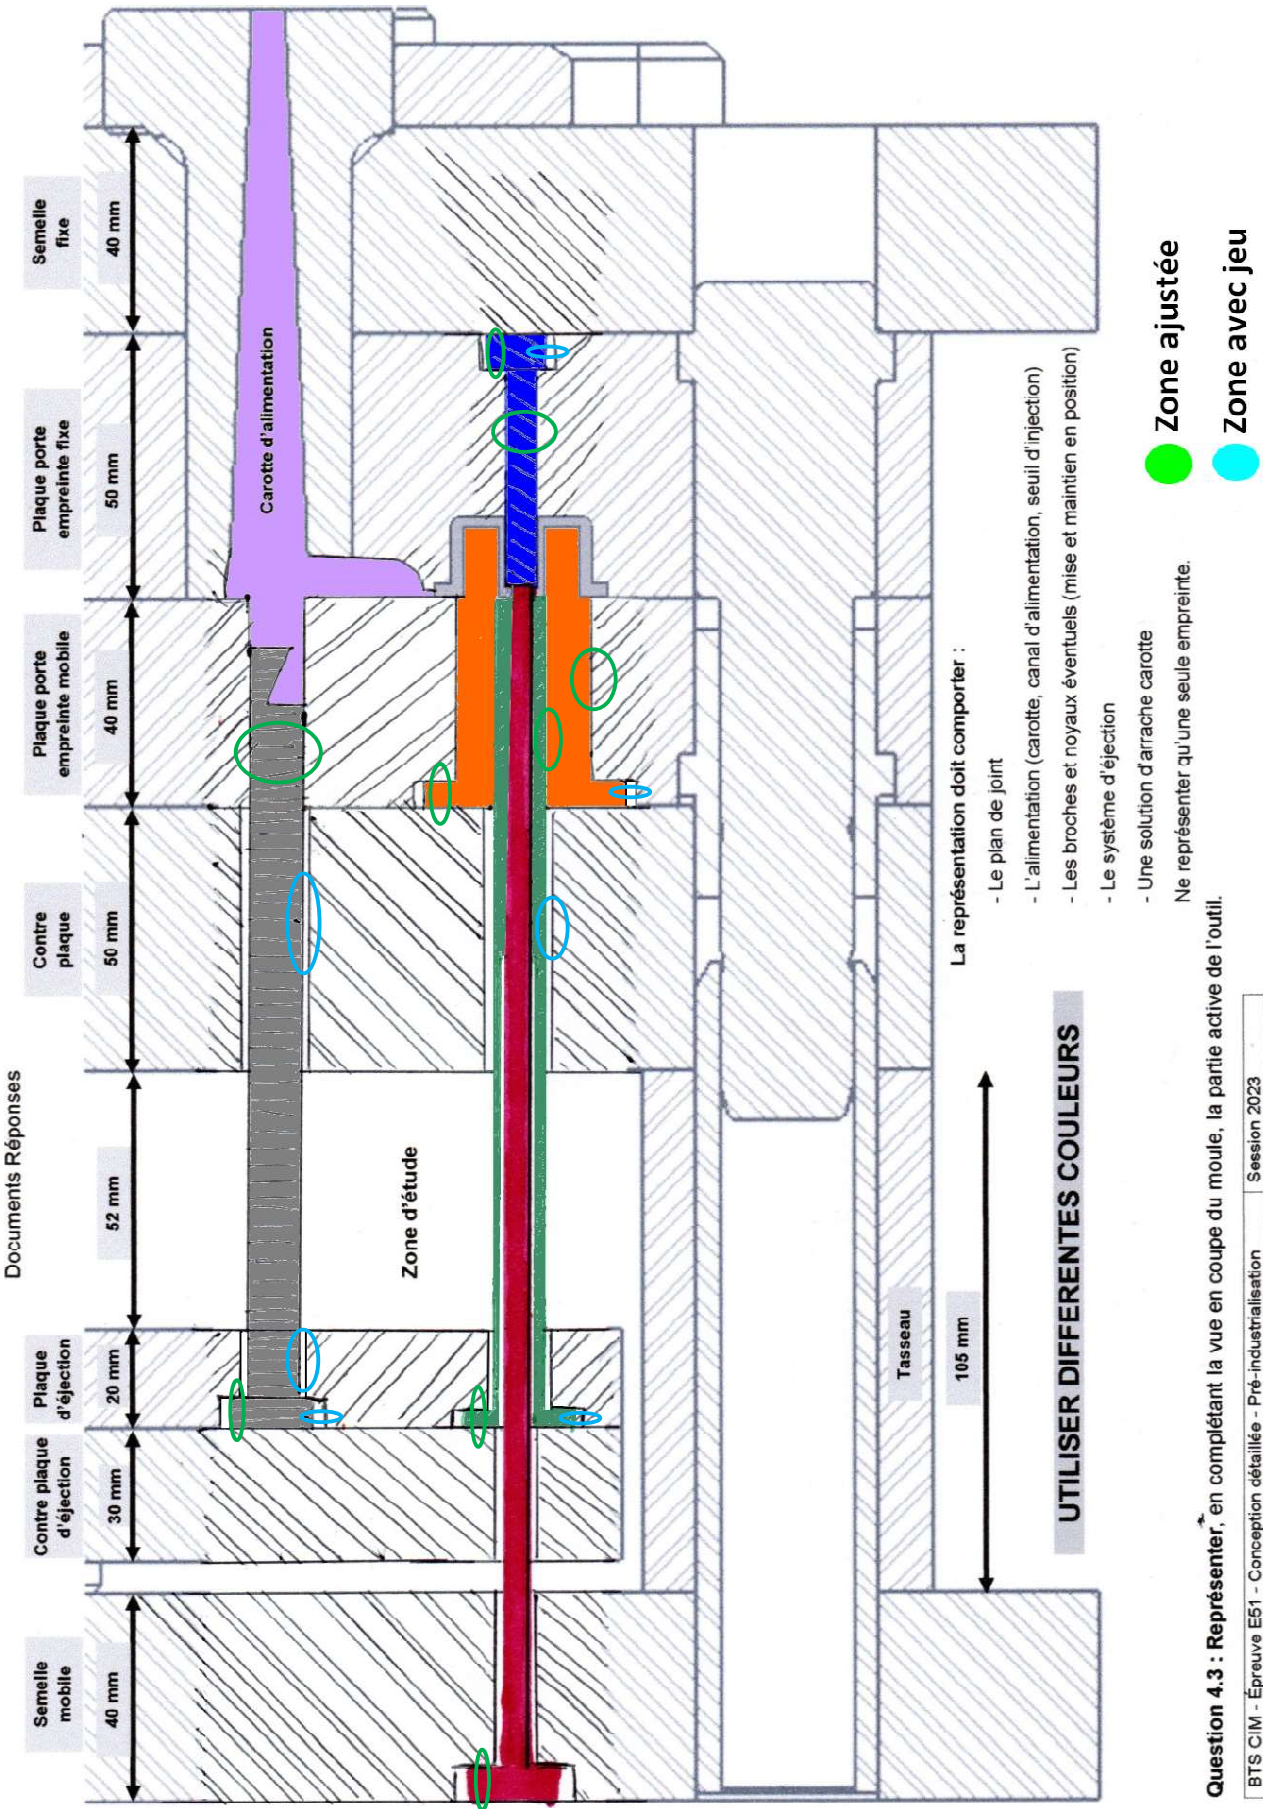 Documents Réponses
Semelle
mobile
40 mm
Contre plaque
d'éjection
30 mm
Plaque
d'éjection
20 mm
52 mm
Contre
plaque
50 mm
Plaque porte
empreinte mobile
40 mm
Plaque porte
empreinte fixe
50 mm
Semelle
fixe
40 mm
Carotte d'alimentation
Zone d'étude
Tasseau
105 mm
UTILISER DIFFERENTES COULEURS
La représentation doit comporter :
- Le plan de joint
- L'alimentation (carotte, canal d'alimentation, seuil d'injection)
- Les broches et noyaux éventuels (mise et maintien en position)
- Le système d'éjection
- Une solution d'arrache carotte
Ne représenter qu'une seule empreinte.
Zone ajustée
Zone avec jeu
Question 4.3 : Représenter, en complétant la vue en coupe du moule, la partie active de l'outil.
BTS CIM - Épreuve E51 - Conception détaillée - Pré-industrialisation
Session 2023